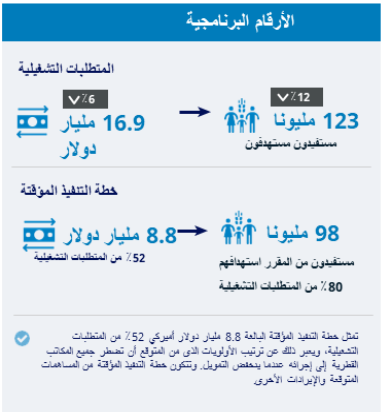 الأرقام البرنامجية
المتطلبات التشغيلية
12٪
6٪
123 مليونا
16.9 مليار دولار
مستفيدون مستهدفون
خطة التنفيذ المؤقتة
98 مليونا
8.8 مليار دولار
مستفيدون من المقرر استهدافهم
52٪ من المتطلبات التشغيلية
80٪ من المتطلبات التشغيلية
تمثل خطة التنفيذ المؤقتة البالغة 8.8 مليار دولار أمريكي 52٪ من المتطلبات
التشغيلية، ويعبر ذلك عن ترتيب الأولويات الذى من المتوقع أن تضطر جميع المكاتب
القطرية إلى إجرائه عندما ينخفض التمويل. وتتكون خطة التنفيذ المؤقتة من المساهمات
المتوقعة والإيرادات الأخرى.